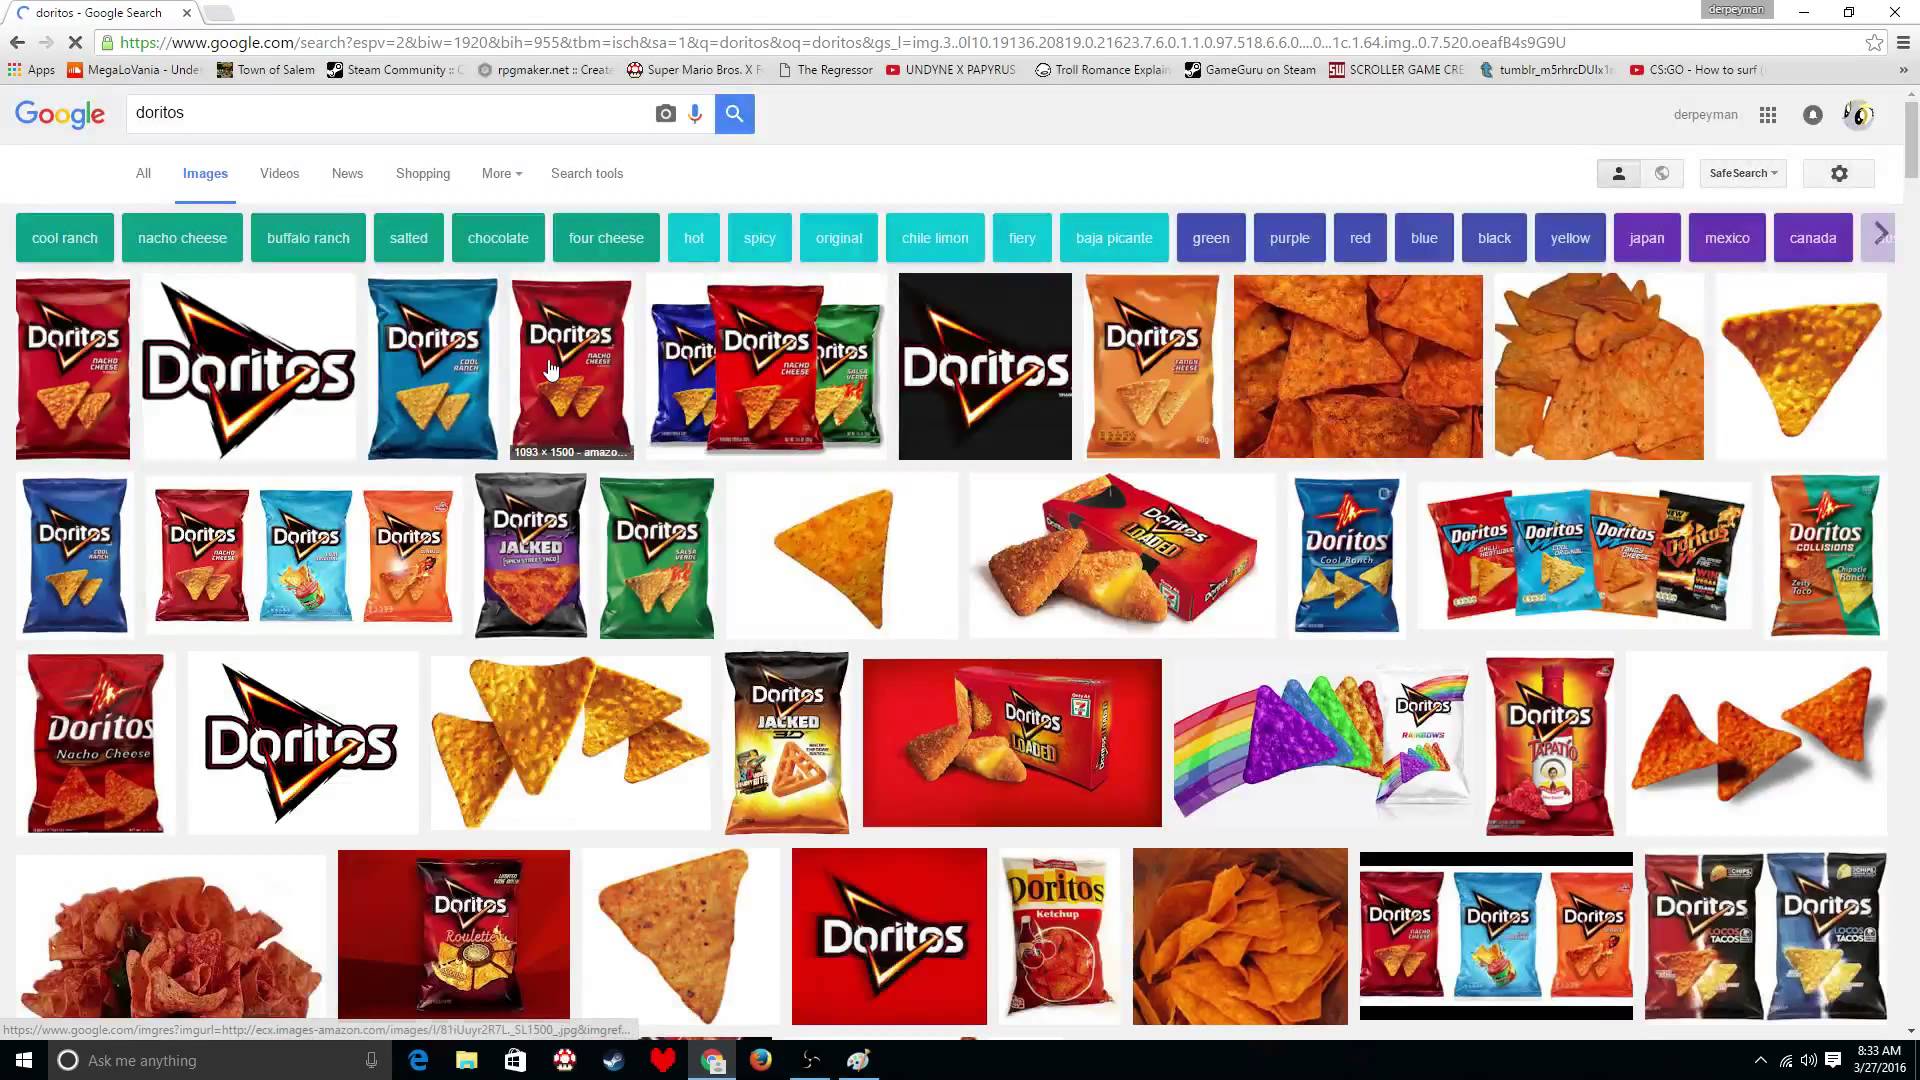 doritos - Google Search
derpeyman
https://www.google.com/search?espv=2&biw=1920&bih=955&tbm=isch&sa=1&q=doritos&oq=doritos&gs_l=img.3..0l10.19136.20819.0.21623.7.6.0.1.1.0.97.518.6.6.0....0...1c.1.64.img..0.7.520.oeafB4s9G9U
Apps MegaLoVania - Unde Town of Salem Steam Community :: rpgmaker.net :: Create Super Mario Bros. X The Regressor UNDYNE X PAPYRUS Troll Romance Explain GameGuru on Steam SCROLLER GAME CRE tumblr_m5rhrcDUlx1r CS:GO - How to surf »
Google doritos derpeyman
All Images Videos News Shopping More Search tools SafeSearch
cool ranch nacho cheese buffalo ranch salted chocolate four cheese hot spicy original chile limon fiery baja picante green purple red blue black yellow japan mexico canada
Doritos NACHO CHEESE
Doritos
Doritos COOL RANCH
Doritos NACHO CHEESE
1093 × 1500 - amazo...
Doritos NACHO CHEESE SALSA VERDE
Doritos
Doritos TANGY CHEESE
Doritos COOL RANCH
Doritos NACHO CHEESE
Doritos
Doritos
Doritos JACKED
Doritos SALSA VERDE
Doritos LOADED
Doritos Cool Ranch
Doritos
Doritos
Doritos TANGY CHEESE
Doritos
Doritos COLLISIONS Zesty Taco Chipotle Ranch
Doritos Nacho Cheese
Doritos
Doritos JACKED 3D
Doritos LOADED
Doritos RAINBOWS
Doritos TAPATIO
Doritos Roulette
Doritos
Doritos Ketchup
Doritos NACHO CHEESE
Doritos
Doritos
Doritos LOCOS TACOS
Doritos LOCOS TACOS
https://www.google.com/imgres?imgurl=http://ecx.images-amazon.com/images/I/81iUuyr2R7L._SL1500_.jpg&imgref...
Ask me anything
8:33 AM
3/27/2016